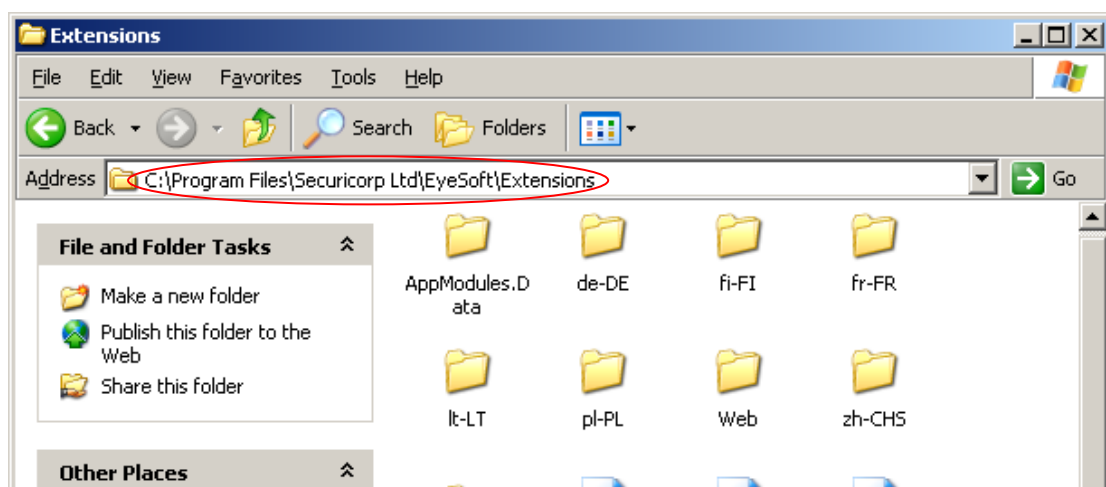 Extensions
File Edit View Favorites Tools Help
Back Search Folders
Address C:\Program Files\Securicorp Ltd\EyeSoft\Extensions Go
File and Folder Tasks
Make a new folder
Publish this folder to the
Web
Share this folder
Other Places
AppModules.D
ata
de-DE
fi-FI
fr-FR
lt-LT
pl-PL
Web
zh-CHS